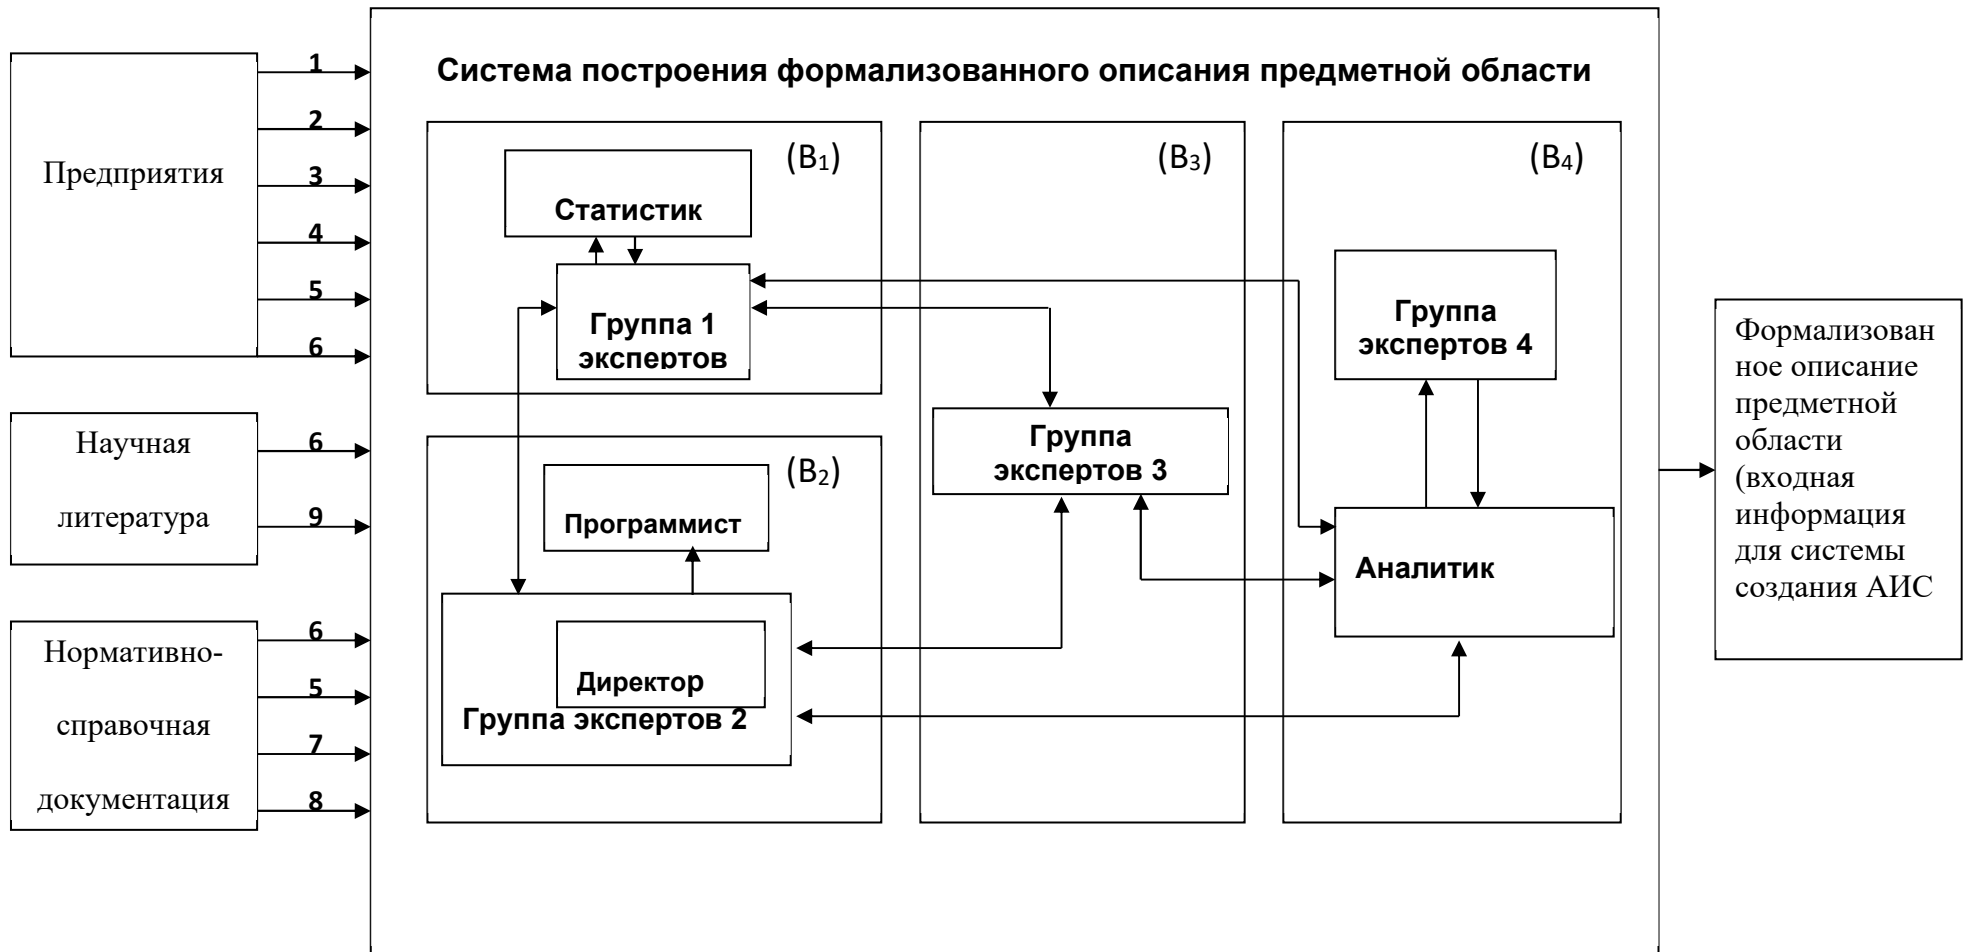 Система построения формализованного описания предметной области
Предприятия
1
2
3
4
5
6
Научная
литература
6
9
Нормативно-
справочная
документация
6
5
7
8
(B₁)
Статистик
Группа 1
экспертов
(B₂)
Программист
Директор
Группа экспертов 2
(B₃)
Группа
экспертов 3
(B₄)
Группа
экспертов 4
Аналитик
Формализован
ное описание
предметной
области
(входная
информация
для системы
создания АИС